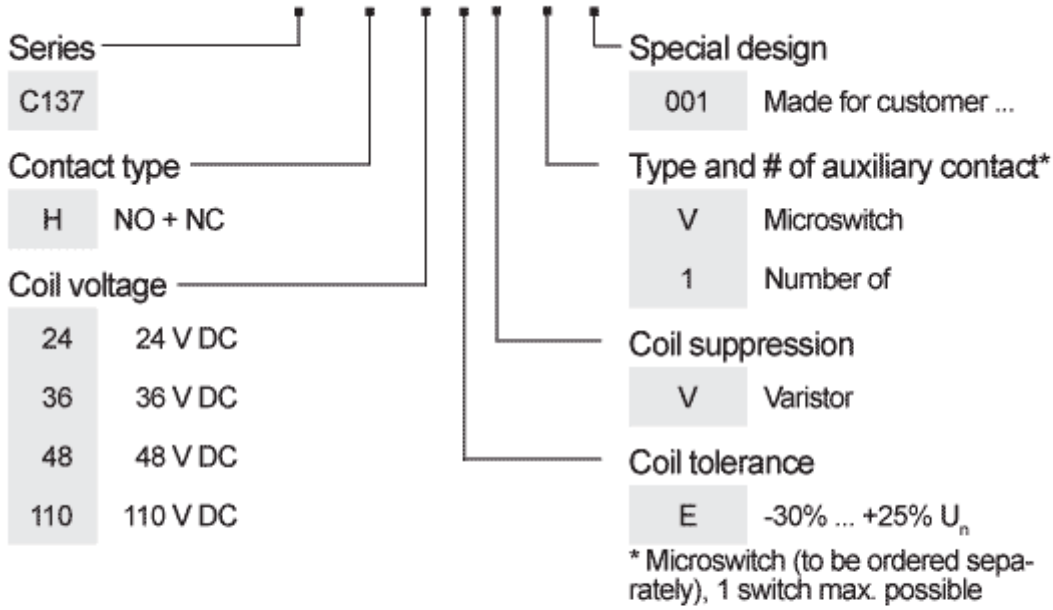 Series
C137
Contact type
H NO + NC
Coil voltage
24 24 V DC
36 36 V DC
48 48 V DC
110 110 V DC
Special design
001 Made for customer ...
Type and # of auxiliary contact*
V Microswitch
1 Number of
Coil suppression
V Varistor
Coil tolerance
E -30% ... +25% Un
* Microswitch (to be ordered sepa-
rately), 1 switch max. possible